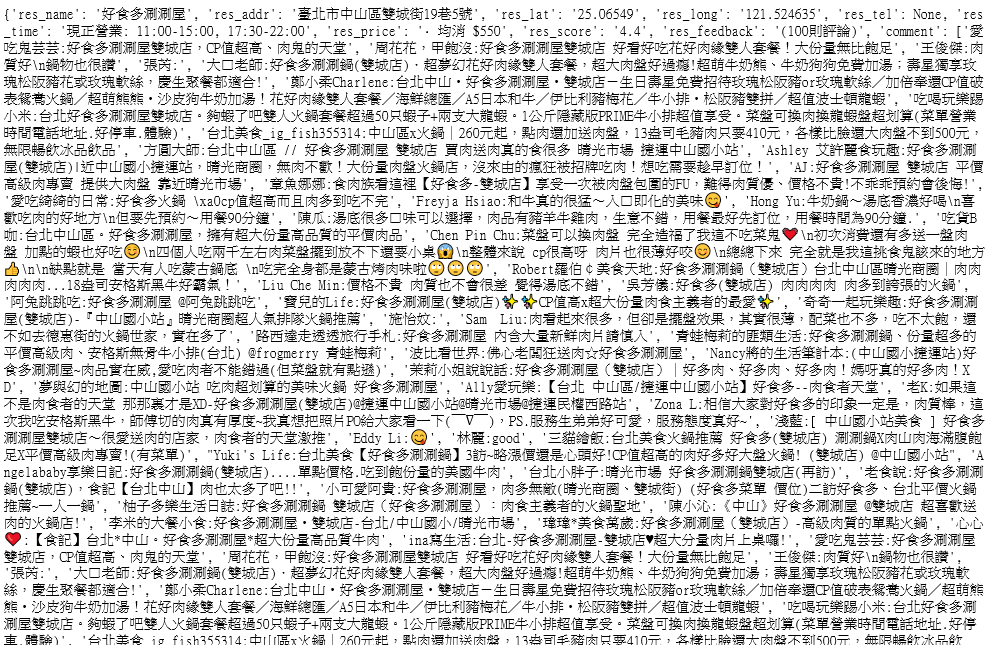 {'res_name': '好食多涮涮屋', 'res_addr': '臺北市中山區雙城街19巷5號', 'res_lat': '25.06549', 'res_long': '121.524635', 'res_tel': None, 'res
_time': '現正營業: 11:00-15:00, 17:30-22:00', 'res_price': '· 均消 $550', 'res_score': '4.4', 'res_feedback': '(100則評論)', 'comment': ['愛
吃鬼芸芸:好食多涮涮屋雙城店，CP值超高、肉鬼的天堂', '周花花，甲飽沒:好食多涮涮屋雙城店 好看好吃花好肉緣雙人套餐！大份量無比飽足', '王俊傑:肉
質好\n鍋物也很讚', '張芮:', '大口老師:好食多涮涮鍋(雙城店)．超夢幻花好肉緣雙人套餐，超大肉盤好過癮!超萌牛奶熊、牛奶狗狗免費加湯；壽星獨享玫
瑰松阪豬花或玫瑰軟絲，慶生聚餐都適合!', '鄭小柔Charlene:台北中山‧好食多涮涮屋‧雙城店－生日壽星免費招待玫瑰松阪豬or玫瑰軟絲／加倍奉還CP值破
表鴛鴦火鍋／超萌熊熊‧沙皮狗牛奶加湯！花好肉緣雙人套餐／海鮮總匯／A5日本和牛／伊比利豬梅花／牛小排‧松阪豬雙拼／超值波士頓龍蝦', '吃喝玩樂踢
小米:台北好食多涮涮屋雙城店。夠蝦了吧雙人火鍋套餐超過50只蝦子+兩支大龍蝦。1公斤隱藏版PRIME牛小排超值享受。菜盤可換肉換龍蝦盤超划算(菜單營業
時間電話地址.好停車.體驗)', '台北美食_ig_fish355314:中山區x火鍋｜260元起，點肉還加送肉盤，13盎司毛豬肉只要410元，各樣比臉還大肉盤不到500元，
無限暢飲冰品飲品', '方圓大師:台北中山區 // 好食多涮涮屋 雙城店 買肉送肉真的食很多 雙城店 捷運中山國小站', 'Ashley 艾許麗食玩趣:好食多涮涮
屋(雙城店)|近中山國小捷運站，晴光商圈，無肉不歡！大份量肉盤火鍋店，沒來由的瘋狂被招牌吃肉！想吃需要趁早訂位！', 'AJ:好食多涮涮屋 雙城店 平價
高級肉專賣 提供大肉盤 靠近晴光市場', '章魚娜娜:食肉族看這裡【好食多-雙城店】享受一次被肉盤包圍的FU，難得肉質優、價格不貴!不乖乖預約會後悔!',
'愛吃綺綺的日常:好食多火鍋 \xa0cp值超高而且肉多到吃不完', 'Freyja Hsiao:和牛真的很猛～入口即化的美味😋', 'Hong Yu:牛奶鍋～湯底香濃好喝\n喜
歡吃肉的好地方\n但要先預約～用餐90分鐘', '陳瓜:湯底很多口味可以選擇，肉品有豬羊牛雞肉，生意不錯，用餐最好先訂位，用餐時間為90分鐘.', '吃貨B
咖:台北中山區。好食多涮涮屋，擁有超大份量高品質的平價肉品', 'Chen Pin Chu:菜盤可以換肉盤 完全造福了我這不吃菜鬼❤️\n初次消費還有多送一盤肉
盤 加點的蝦也好吃😊\n四個人吃兩千左右肉菜盤擺到放不下還要小桌😱\n整體來說 cp很高呀 肉片也很薄好咬😊\n總總下來 完全就是我這挑食鬼該來的地方
👍\n\n缺點就是 當天有人吃蒙古鍋底 \n吃完全身都是蒙古烤肉味啦🙄🙄🙄', 'Robert羅伯￠美食天地:好食多涮涮鍋（雙城店）台北中山區晴光商圈｜肉肉
肉肉肉...18盎司安格斯黑牛好霸氣！', 'Liu Che Min:價格不貴 肉質也不會很差 覺得湯底不錯', '吳芳儀:好食多(雙城店) 肉肉肉肉 肉多到誇張的火鍋',
'阿兔跳跳吃:好食多涮涮屋 @阿兔跳跳吃', '寶兒的Life:好食多涮涮屋(雙城店)✨✨CP值高x超大份量肉食主義者的最愛✨', '奇奇一起玩樂趣:好食多涮涮
屋(雙城店)-『中山國小站』晴光商圈超人氣排隊火鍋推薦', '施怡妏:', 'Sam  Liu:肉看起來很多，但卻是擺盤效果，其實很薄，配菜也不多，吃不太飽，還
不如去德惠街的火鍋世家，實在多了', '路西達走透透旅行手札:好食多涮涮屋 內含大量新鮮肉片請慎入', '青蛙梅莉的匪類生活:好食多涮涮鍋、份量超多的
平價高級肉、安格斯無骨牛小排(台北) @frogmerry 青蛙梅莉', '波比看世界:佛心老闆狂送肉☆好食多涮涮屋', 'Nancy將的生活筆計本:(中山國小捷運站)好
食多涮涮屋~肉品實在威,愛吃肉者不能錯過(但菜盤就有點遜)', '茉莉小姐說說話:好食多涮涮屋（雙城店）｜好多肉、好多肉、好多肉！媽呀真的好多肉！X
D', '夢與幻的地圖:中山國小站 吃肉超划算的美味火鍋 好食多涮涮屋', 'Ally愛玩樂:【台北 中山區/捷運中山國小站】好食多--肉食者天堂', '老K:如果這
不是肉食者的天堂 那那裏才是XD-好食多涮涮屋(雙城店)@捷運中山國小站@晴光市場@捷運民權西路站', 'Zona L:相信大家對好食多的印象一定是，肉質棒，這
次我吃安格斯黑牛，師傅切的肉真有厚度~我真想把照片PO給大家看一下(￣▽￣)，PS.服務生弟弟好可愛，服務態度真好~', '淺藍:[ 中山國小站美食 ] 好食多
涮涮屋雙城店～很愛送肉的店家，肉食者的天堂激推', 'Eddy Li:😋', '林麗:good', '三貓繪飯:台北美食火鍋推薦 好食多(雙城店) 涮涮鍋X肉山肉海滿腹飽
足X平價高級肉專賣!(有菜單)', "Yuki's Life:台北美食【好食多涮涮鍋】3訪~略漲價還是心頭好!CP值超高的肉好多好大盤火鍋! (雙城店) @中山國小站", 'A
ngelababy享樂日記:好食多涮涮鍋(雙城店)....單點價格.吃到飽份量的美國牛肉', '台北小胖子:晴光市場 好食多涮涮鍋雙城店(再訪)', '老食說:好食多涮涮
鍋(雙城店)，食記【台北中山】肉也太多了吧!!', '小可愛阿貴:好食多涮涮屋，肉多無敵(晴光商圈、雙城街) (好食多菜單 價位)二訪好食多、台北平價火鍋
推薦~一人一鍋', '柚子多樂生活日誌:好食多涮涮鍋 雙城店（好食多涮涮屋）：肉食主義者的火鍋聖地', '陳小沁:《中山》好食多涮涮屋 @雙城店 超喜歡送
肉的火鍋店!', '李米的大餐小食:好食多涮涮屋‧雙城店-台北/中山國小/晴光市場', '瑋瑋*美食萬歲:好食多涮涮屋（雙城店）-高級肉質的單點火鍋', '心心
❤️:【食記】台北*中山。好食多涮涮屋*超大份量高品質牛肉', 'ina寫生活:台北-好食多涮涮屋-雙城店♥超大分量肉片上桌囉!', '愛吃鬼芸芸:好食多涮涮屋
雙城店，CP值超高、肉鬼的天堂', '周花花，甲飽沒:好食多涮涮屋雙城店 好看好吃花好肉緣雙人套餐！大份量無比飽足', '王俊傑:肉質好\n鍋物也很讚',
'張芮:', '大口老師:好食多涮涮鍋(雙城店)．超夢幻花好肉緣雙人套餐，超大肉盤好過癮!超萌牛奶熊、牛奶狗狗免費加湯；壽星獨享玫瑰松阪豬花或玫瑰軟
絲，慶生聚餐都適合!', '鄭小柔Charlene:台北中山‧好食多涮涮屋‧雙城店－生日壽星免費招待玫瑰松阪豬or玫瑰軟絲／加倍奉還CP值破表鴛鴦火鍋／超萌熊
熊‧沙皮狗牛奶加湯！花好肉緣雙人套餐／海鮮總匯／A5日本和牛／伊比利豬梅花／牛小排‧松阪豬雙拼／超值波士頓龍蝦', '吃喝玩樂踢小米:台北好食多涮
涮屋雙城店。夠蝦了吧雙人火鍋套餐超過50只蝦子+兩支大龍蝦。1公斤隱藏版PRIME牛小排超值享受。菜盤可換肉換龍蝦盤超划算(菜單營業時間電話地址.好停
車.體驗)', '台北美食_ig_fish355314:中山區x火鍋｜260元起，點肉還加送肉盤，13盎司毛豬肉只要410元，各樣比臉還大肉盤不到500元，無限暢飲冰品飲